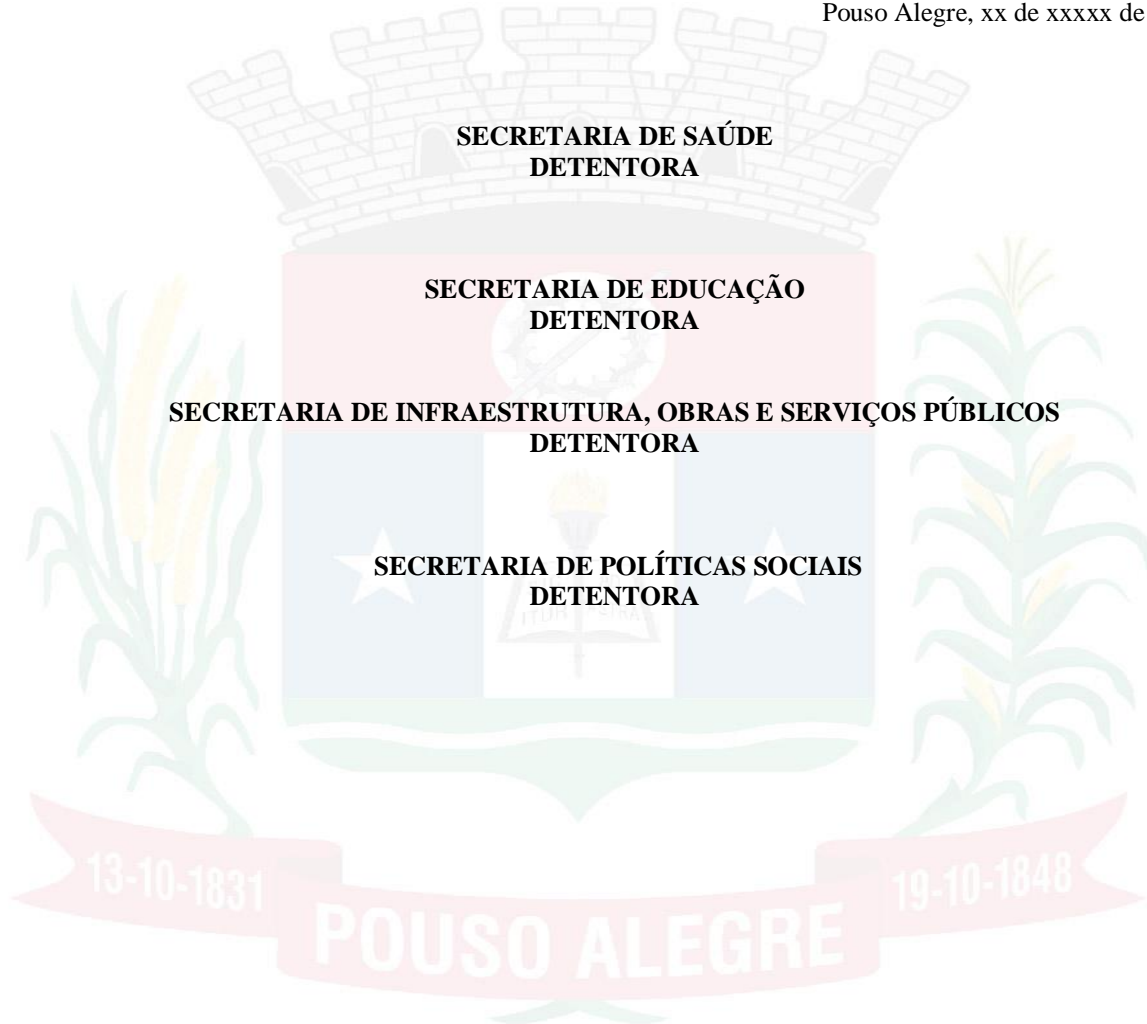 Pouso Alegre, xx de xxxxx de
SECRETARIA DE SAÚDE
DETENTORA
SECRETARIA DE EDUCAÇÃO
DETENTORA
SECRETARIA DE INFRAESTRUTURA, OBRAS E SERVIÇOS PÚBLICOS
DETENTORA
SECRETARIA DE POLÍTICAS SOCIAIS
DETENTORA
13-10-1831
19-10-1848
POUSO ALEGRE